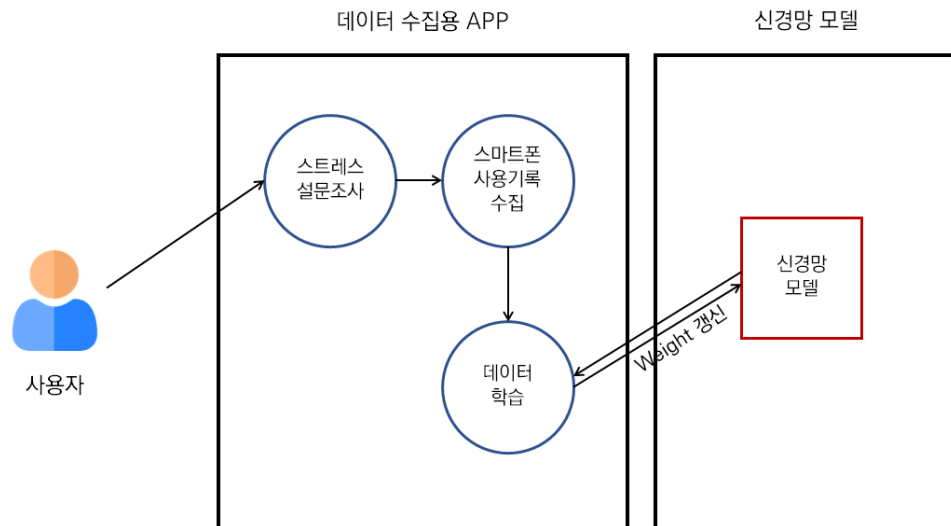 데이터 수집용 APP
신경망 모델
스트레스
설문조사
스마트폰
사용기록
수집
신경망
모델
Weight 갱신
데이터
학습
사용자